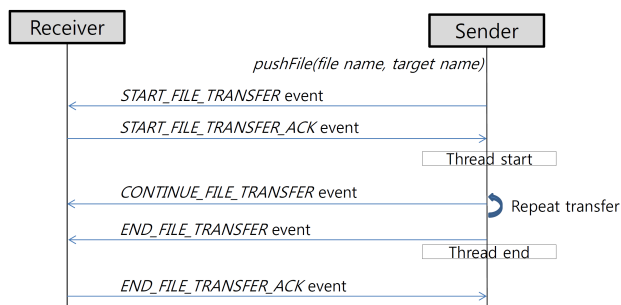 Receiver
Sender
pushFile(file name, target name)
START_FILE_TRANSFER event
START_FILE_TRANSFER_ACK event
Thread start
CONTINUE_FILE_TRANSFER event
Repeat transfer
END_FILE_TRANSFER event
Thread end
END_FILE_TRANSFER_ACK event